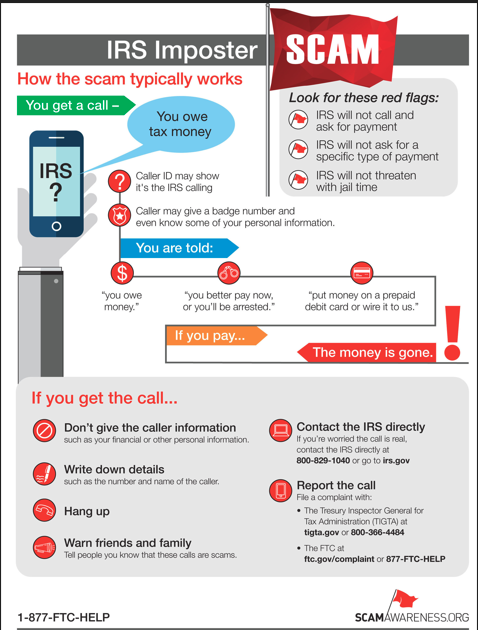 IRS Imposter SCAM
How the scam typically works
You get a call –
You owe
tax money
IRS
?
Look for these red flags:
IRS will not call and
ask for payment
IRS will not ask for a
specific type of payment
IRS will not threaten
with jail time
?
Caller ID may show
it's the IRS calling
Caller may give a badge number and
even know some of your personal information.
You are told:
$
"you owe
money."
"you better pay now,
or you'll be arrested."
"put money on a prepaid
debit card or wire it to us."
If you pay...
The money is gone.
!
If you get the call...
Don't give the caller information
such as your financial or other personal information.
Write down details
such as the number and name of the caller.
Hang up
Warn friends and family
Tell people you know that these calls are scams.
Contact the IRS directly
If you're worried the call is real,
contact the IRS directly at
800-829-1040 or go to irs.gov
Report the call
File a complaint with:
• The Tresury Inspector General for
Tax Administration (TIGTA) at
tigta.gov or 800-366-4484
• The FTC at
ftc.gov/complaint or 877-FTC-HELP
1-877-FTC-HELP
SCAMAWARENESS.ORG